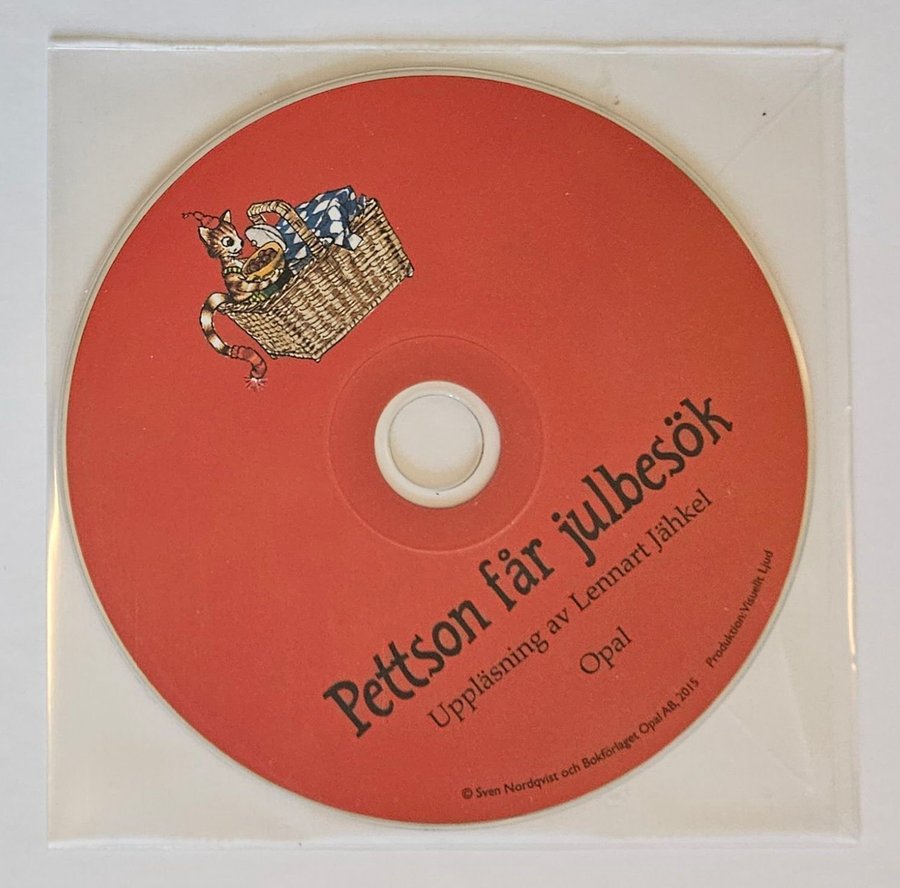 Pettson får julbesök
Uppläsning av Lennart Jähkel
Opal
© Sven Nordqvist och Bokförlaget Opal AB, 2015 Produktion: Visuellt Ljud